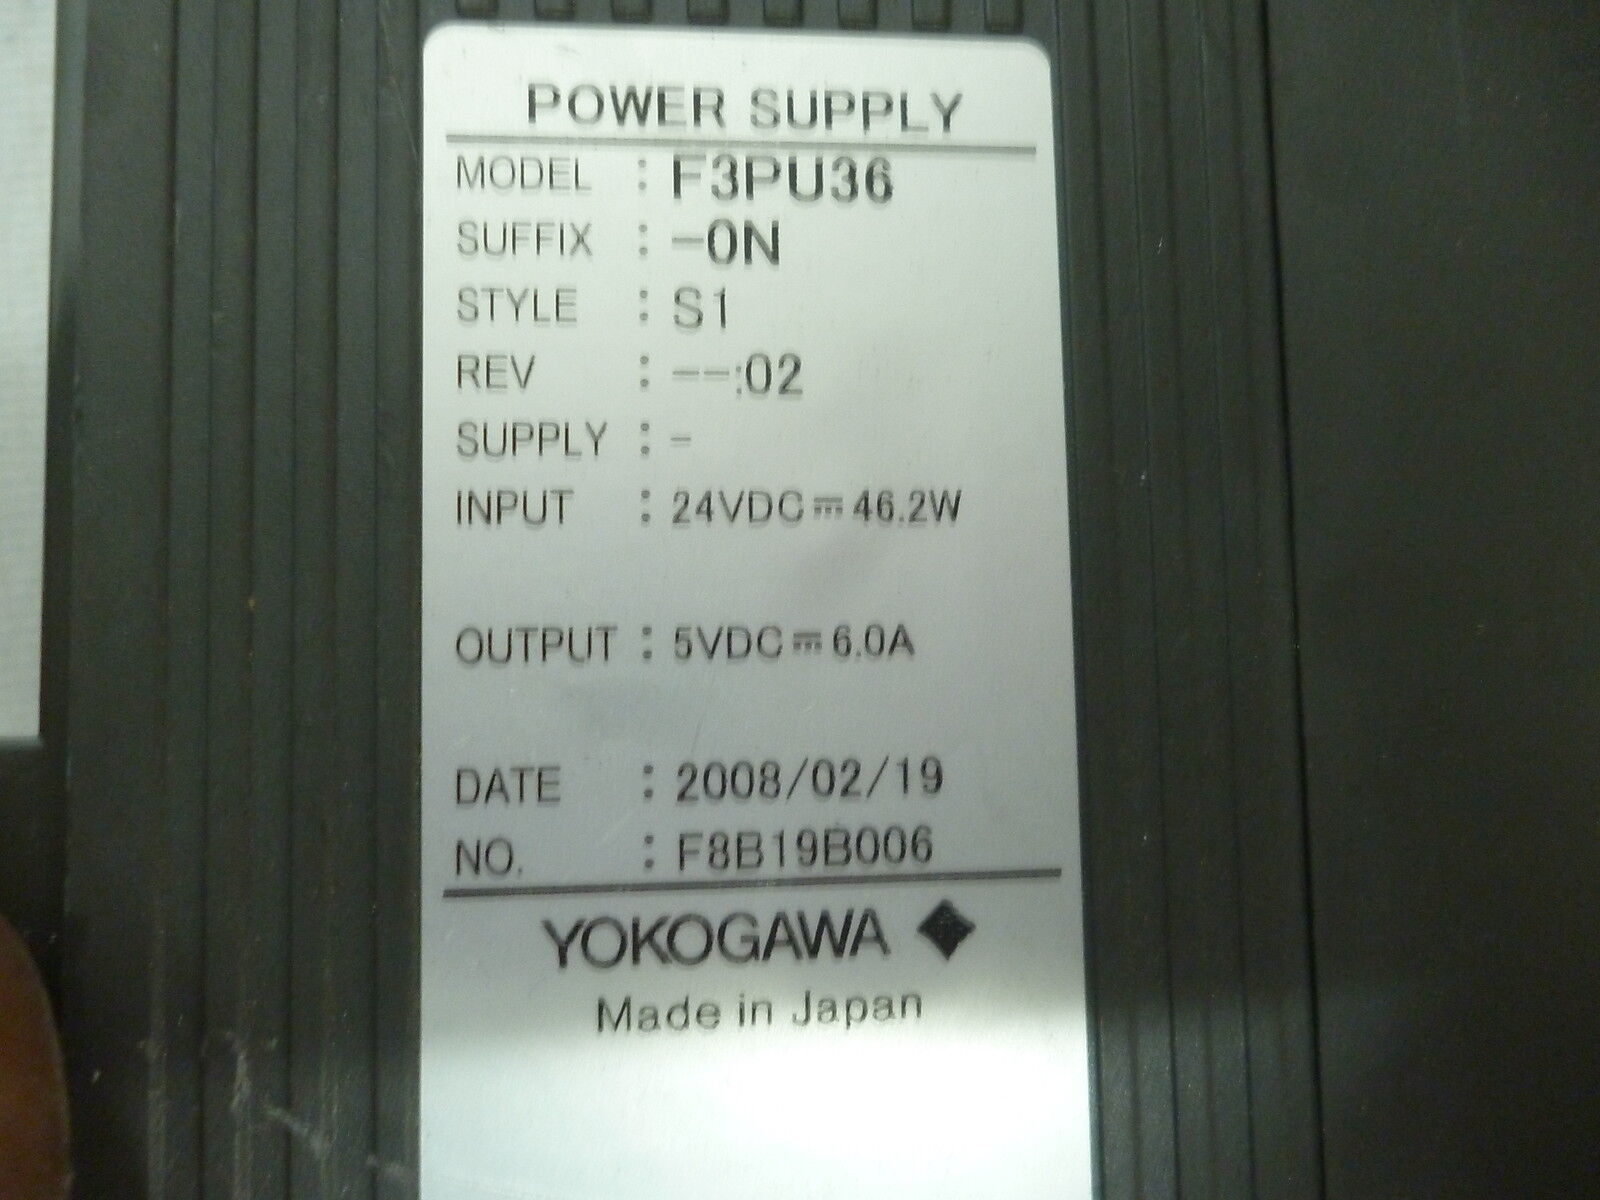 POWER SUPPLY
MODEL : F3PU36
SUFFIX : -0N
STYLE : S1
REV : --:02
SUPPLY : -
INPUT : 24VDC⎓46.2W
OUTPUT : 5VDC⎓6.0A
DATE : 2008/02/19
NO. : F8B19B006
YOKOGAWA
Made in Japan